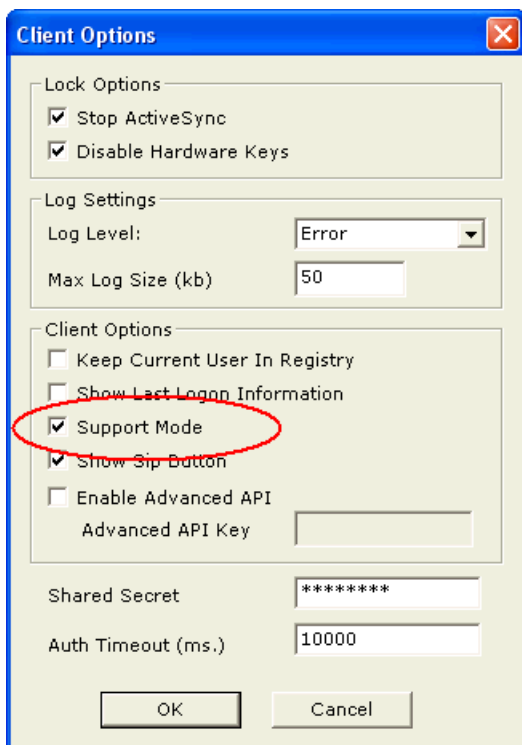 Client Options
Lock Options
Stop ActiveSync
Disable Hardware Keys
Log Settings
Log Level: Error
Max Log Size (kb) 50
Client Options
Keep Current User In Registry
Show Last Logon Information
Support Mode
Show Sip Button
Enable Advanced API
Advanced API Key
Shared Secret ********
Auth Timeout (ms.) 10000
OK Cancel